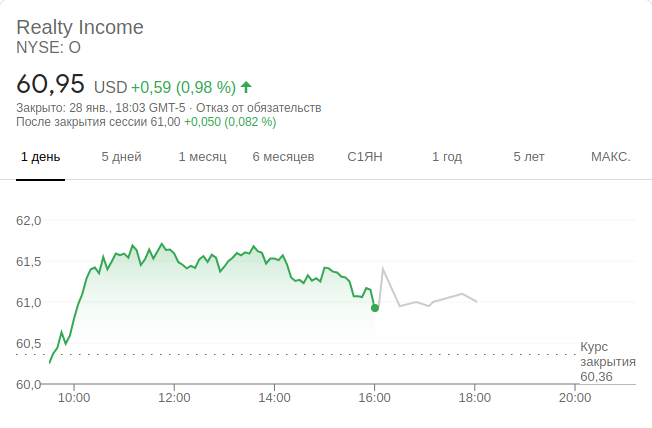 Realty Income
NYSE: O
60,95 USD +0,59 (0,98 %)
Закрыто: 28 янв., 18:03 GMT-5 · Отказ от обязательств
После закрытия сессии 61,00 +0,050 (0,082 %)
1 день 5 дней 1 месяц 6 месяцев С1ЯН 1 год 5 лет МАКС.
62,0
61,5
61,0
60,5
60,0
Курс
закрытия
60,36
10:00 12:00 14:00 16:00 18:00 20:00